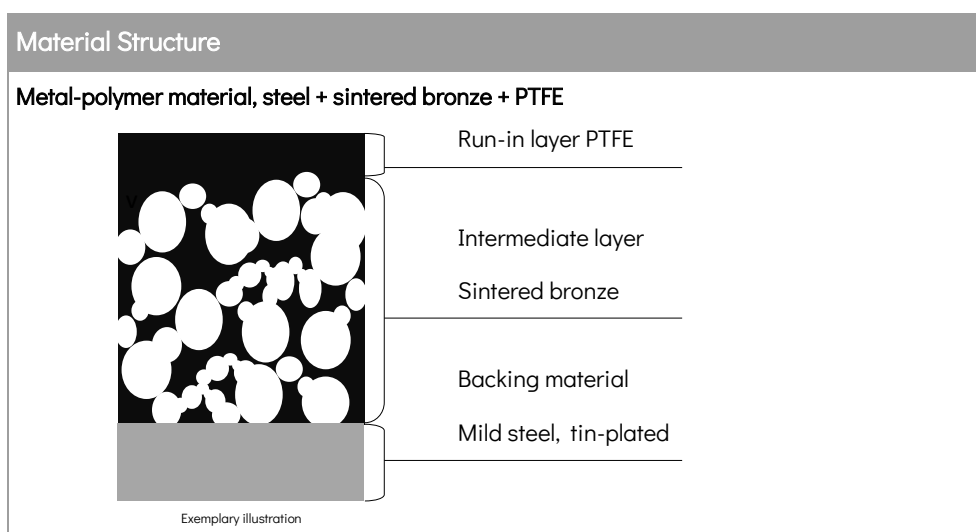 Material Structure
Metal-polymer material, steel + sintered bronze + PTFE
Run-in layer PTFE
v
Intermediate layer
Sintered bronze
Backing material
Mild steel, tin-plated
Exemplary illustration